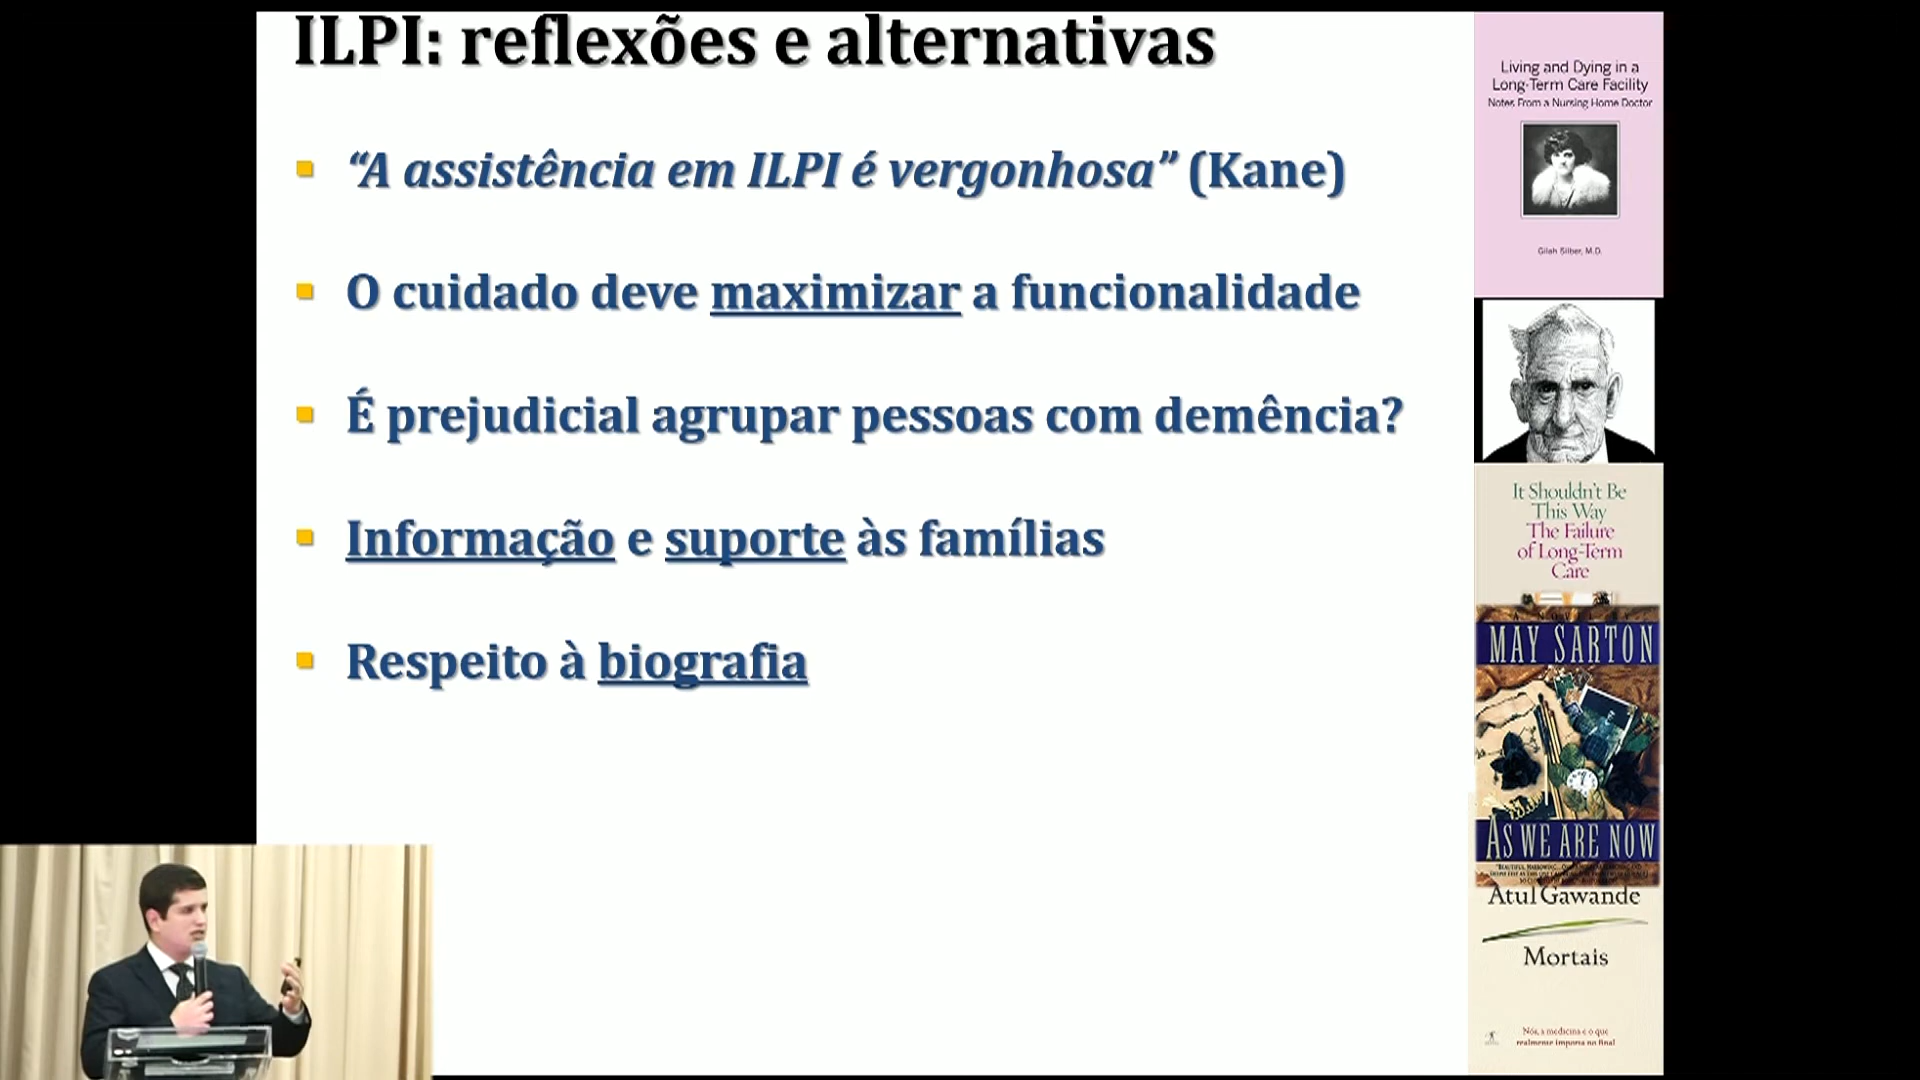 ILPI: reflexões e alternativas
“A assistência em ILPI é vergonhosa” (Kane)
O cuidado deve maximizar a funcionalidade
É prejudicial agrupar pessoas com demência?
Informação e suporte às famílias
Respeito à biografia
Living and Dying in a
Long-Term Care Facility
Notes From a Nursing Home Doctor
Gilah Silber, M.D.
It Shouldn't Be
This Way
The Failure
of Long-Term
Care
MAY SARTON
AS WE ARE NOW
Atul Gawande
Mortais
Nós, a medicina e o que
realmente importa no final